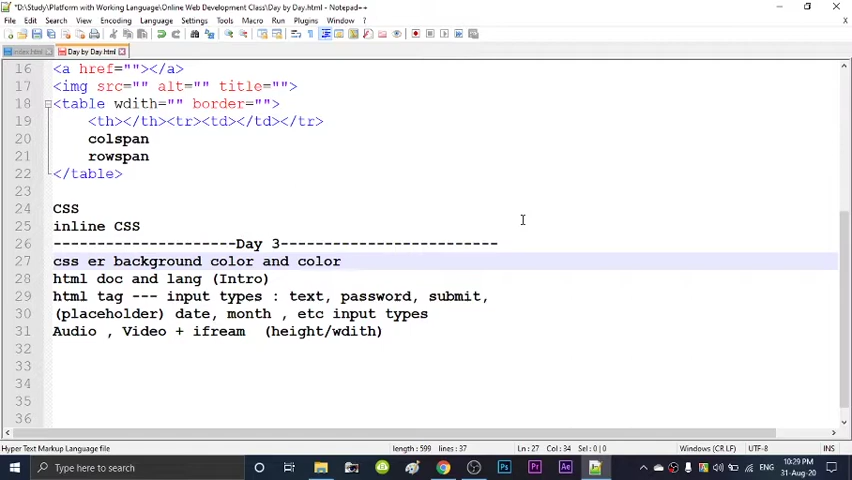 *D:\Study\Platform with Working Language\Online Web Development Class\Day by Day.html - Notepad++
File Edit Search View Encoding Language Settings Tools Macro Run Plugins Window ?
index.html Day by Day.html
16 <a href=""></a>
17 <img src="" alt="" title="">
18 <table wdith="" border="">
19 <th></th><tr><td></td></tr>
20 colspan
21 rowspan
22 </table>
23
24 CSS
25 inline CSS
26 ---------------------Day 3-------------------------
27 css er background color and color
28 html doc and lang (Intro)
29 html tag --- input types : text, password, submit,
30 (placeholder) date, month , etc input types
31 Audio , Video + ifream (height/wdith)
32
33
34
35
36
Hyper Text Markup Language file length : 599 lines : 37 Ln : 27 Col : 34 Sel : 0 | 0 Windows (CR LF) UTF-8 INS
Type here to search Ps Pr Ae ENG 10:29 PM
31-Aug-20